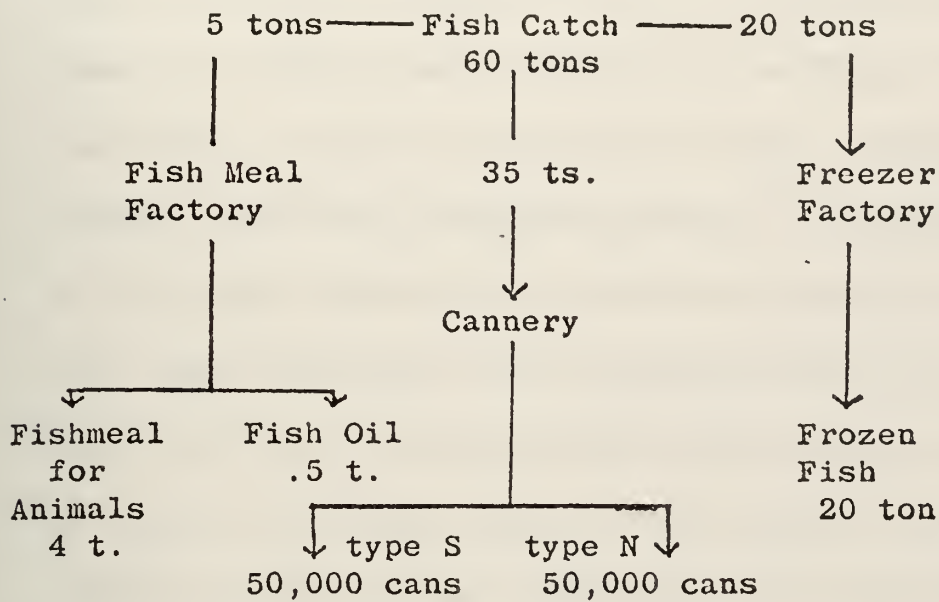 5 tons Fish Catch 20 tons
60 tons
Fish Meal 35 ts. Freezer
Factory Factory
Cannery
Fishmeal Fish Oil Frozen
for .5 t. Fish
Animals 20 ton
4 t. type S type N
50,000 cans 50,000 cans